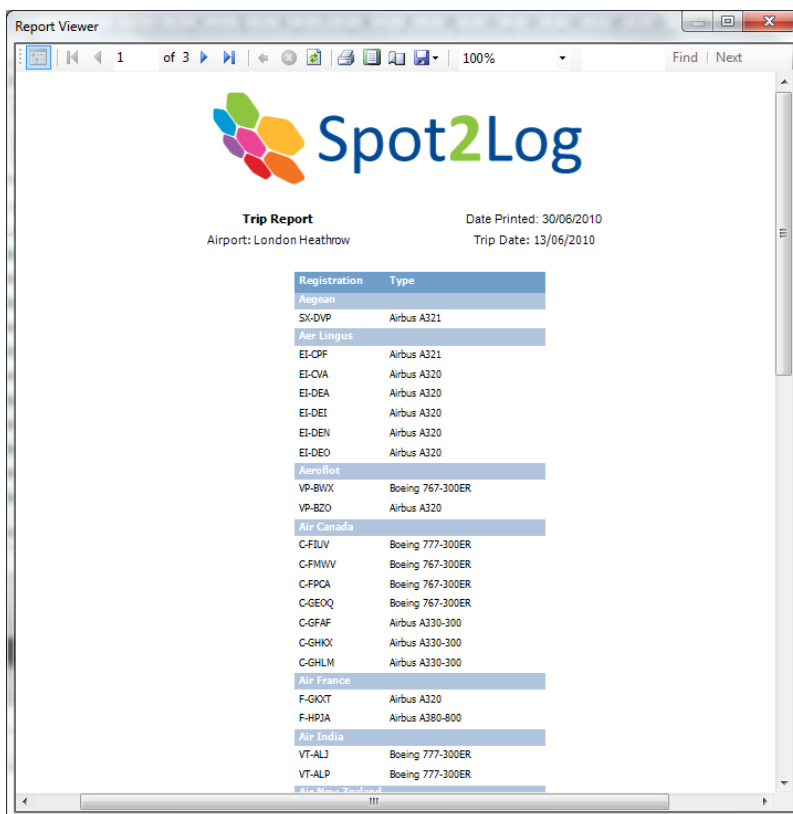 Report Viewer
1 of 3 100% Find | Next
Spot2Log
Trip Report Date Printed: 30/06/2010
Airport: London Heathrow Trip Date: 13/06/2010
Registration Type
Aegean
SX-DVP Airbus A321
Aer Lingus
EI-CPF Airbus A321
EI-CVA Airbus A320
EI-DEA Airbus A320
EI-DEI Airbus A320
EI-DEN Airbus A320
EI-DEO Airbus A320
Aeroflot
VP-BWX Boeing 767-300ER
VP-BZO Airbus A320
Air Canada
C-FIUV Boeing 777-300ER
C-FMWV Boeing 767-300ER
C-FPCA Boeing 767-300ER
C-GEOQ Boeing 767-300ER
C-GFAF Airbus A330-300
C-GHKX Airbus A330-300
C-GHLM Airbus A330-300
Air France
F-GKXT Airbus A320
F-HPJA Airbus A380-800
Air India
VT-ALJ Boeing 777-300ER
VT-ALP Boeing 777-300ER
Air New Zealand